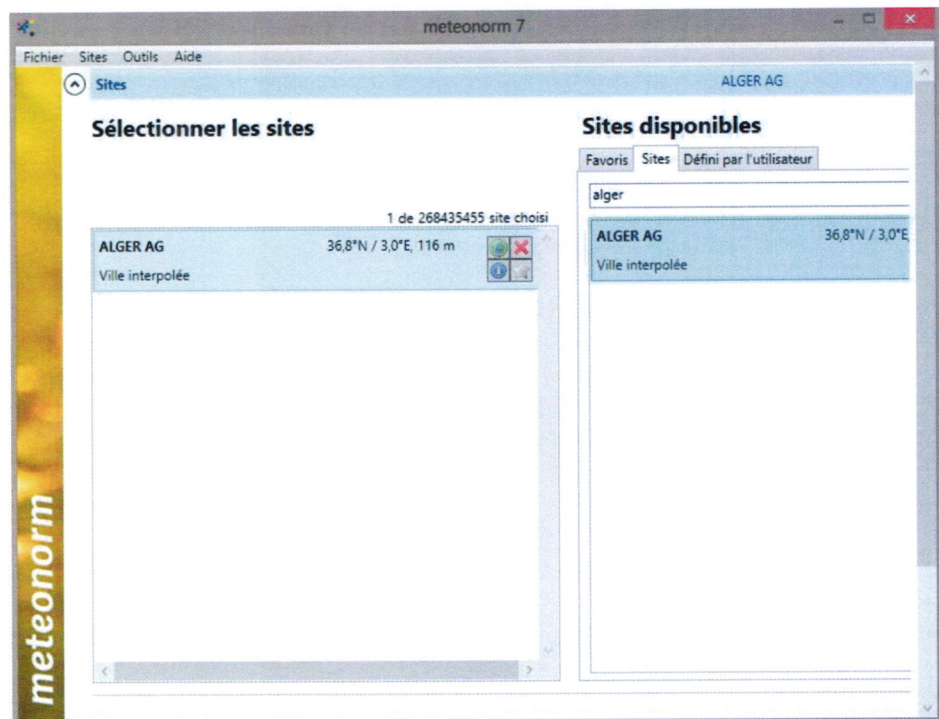 meteonorm 7
Fichier Sites Outils Aide
Sites
ALGER AG
Sélectionner les sites
1 de 268435455 site choisi
ALGER AG 36,8°N / 3,0°E, 116 m
Ville interpolée
Sites disponibles
Favoris Sites Défini par l'utilisateur
alger
ALGER AG 36,8°N / 3,0°E,
Ville interpolée
meteonorm